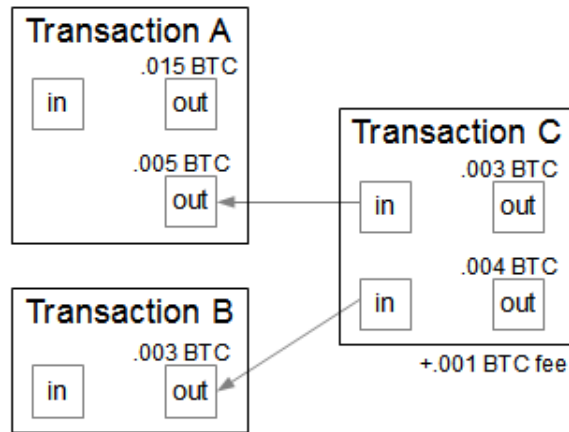 Transaction A
.015 BTC
in
out
.005 BTC
out
Transaction B
.003 BTC
in
out
Transaction C
.003 BTC
in
out
.004 BTC
in
out
+.001 BTC fee